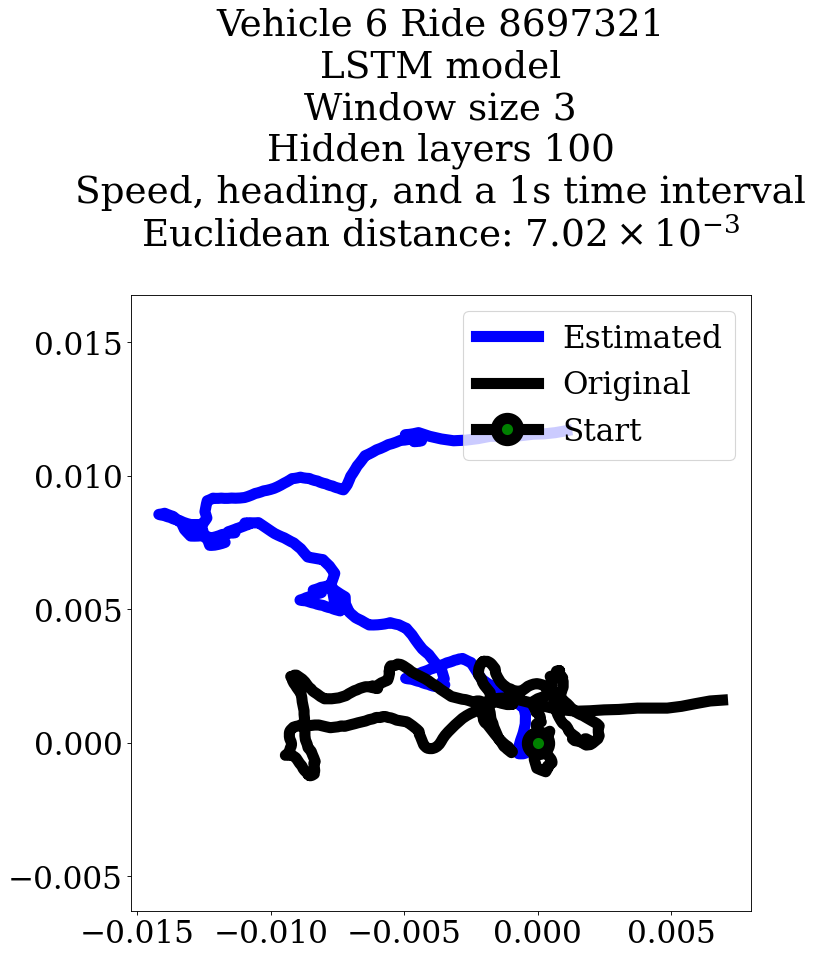 Vehicle 6 Ride 8697321
LSTM model
Window size 3
Hidden layers 100
Speed, heading, and a 1s time interval
Euclidean distance: 7.02 × 10⁻³
Estimated
Original
Start
0.015
0.010
0.005
0.000
−0.005
−0.015 −0.010 −0.005 0.000 0.005